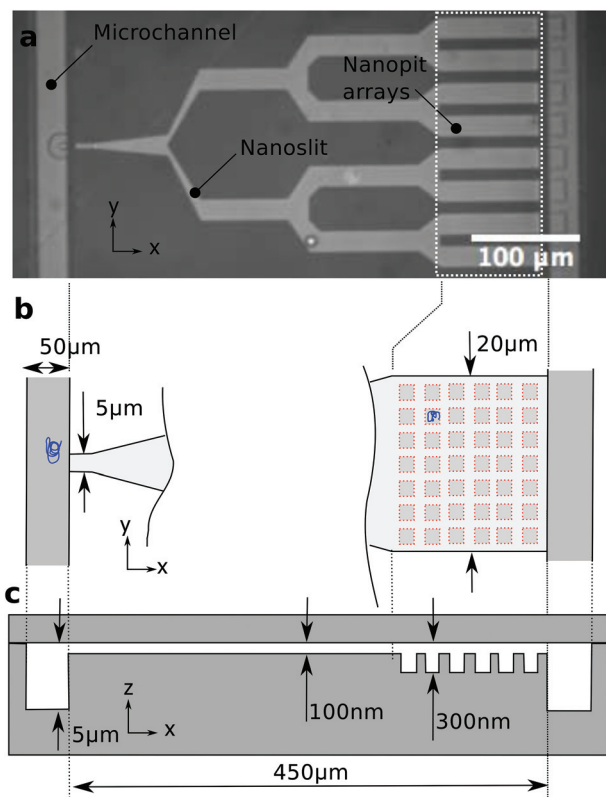 a
Microchannel
Nanopit
arrays
Nanoslit
y
x
100 µm
b
50µm
5µm
20µm
y
x
c
z
x
5µm
100nm
300nm
450µm